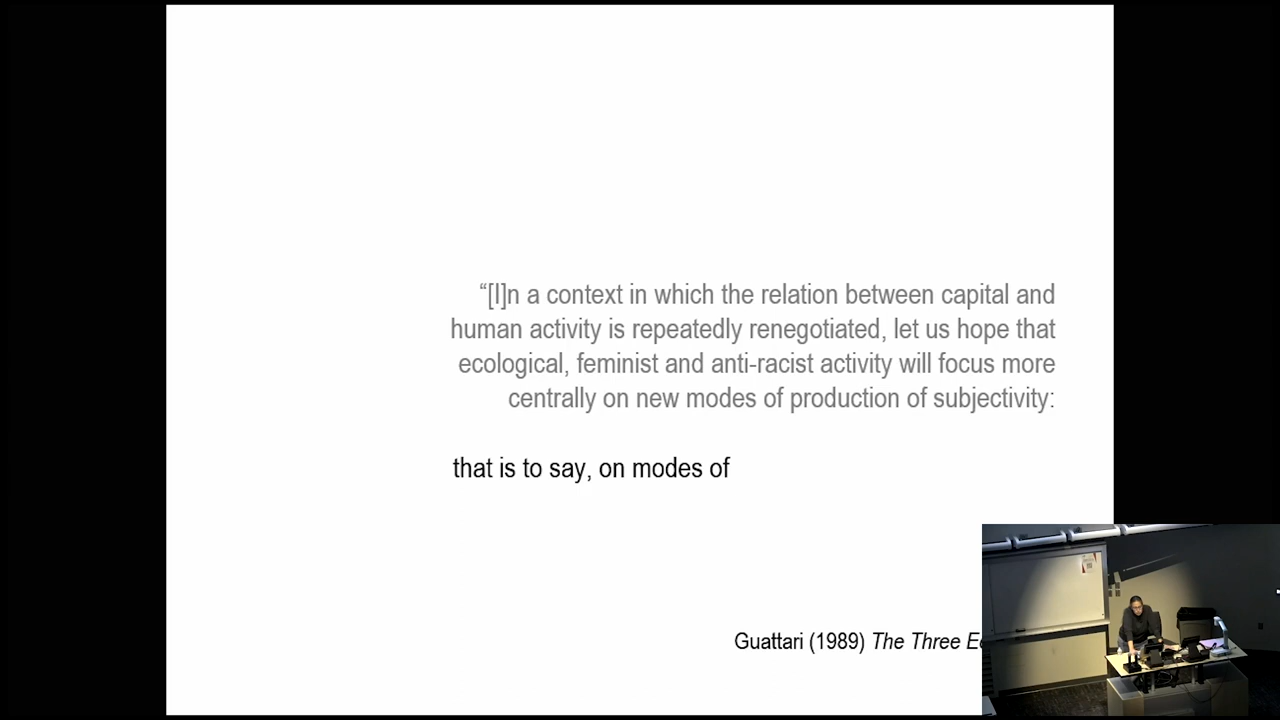 “[I]n a context in which the relation between capital and
human activity is repeatedly renegotiated, let us hope that
ecological, feminist and anti-racist activity will focus more
centrally on new modes of production of subjectivity:
that is to say, on modes of
Guattari (1989) The Three